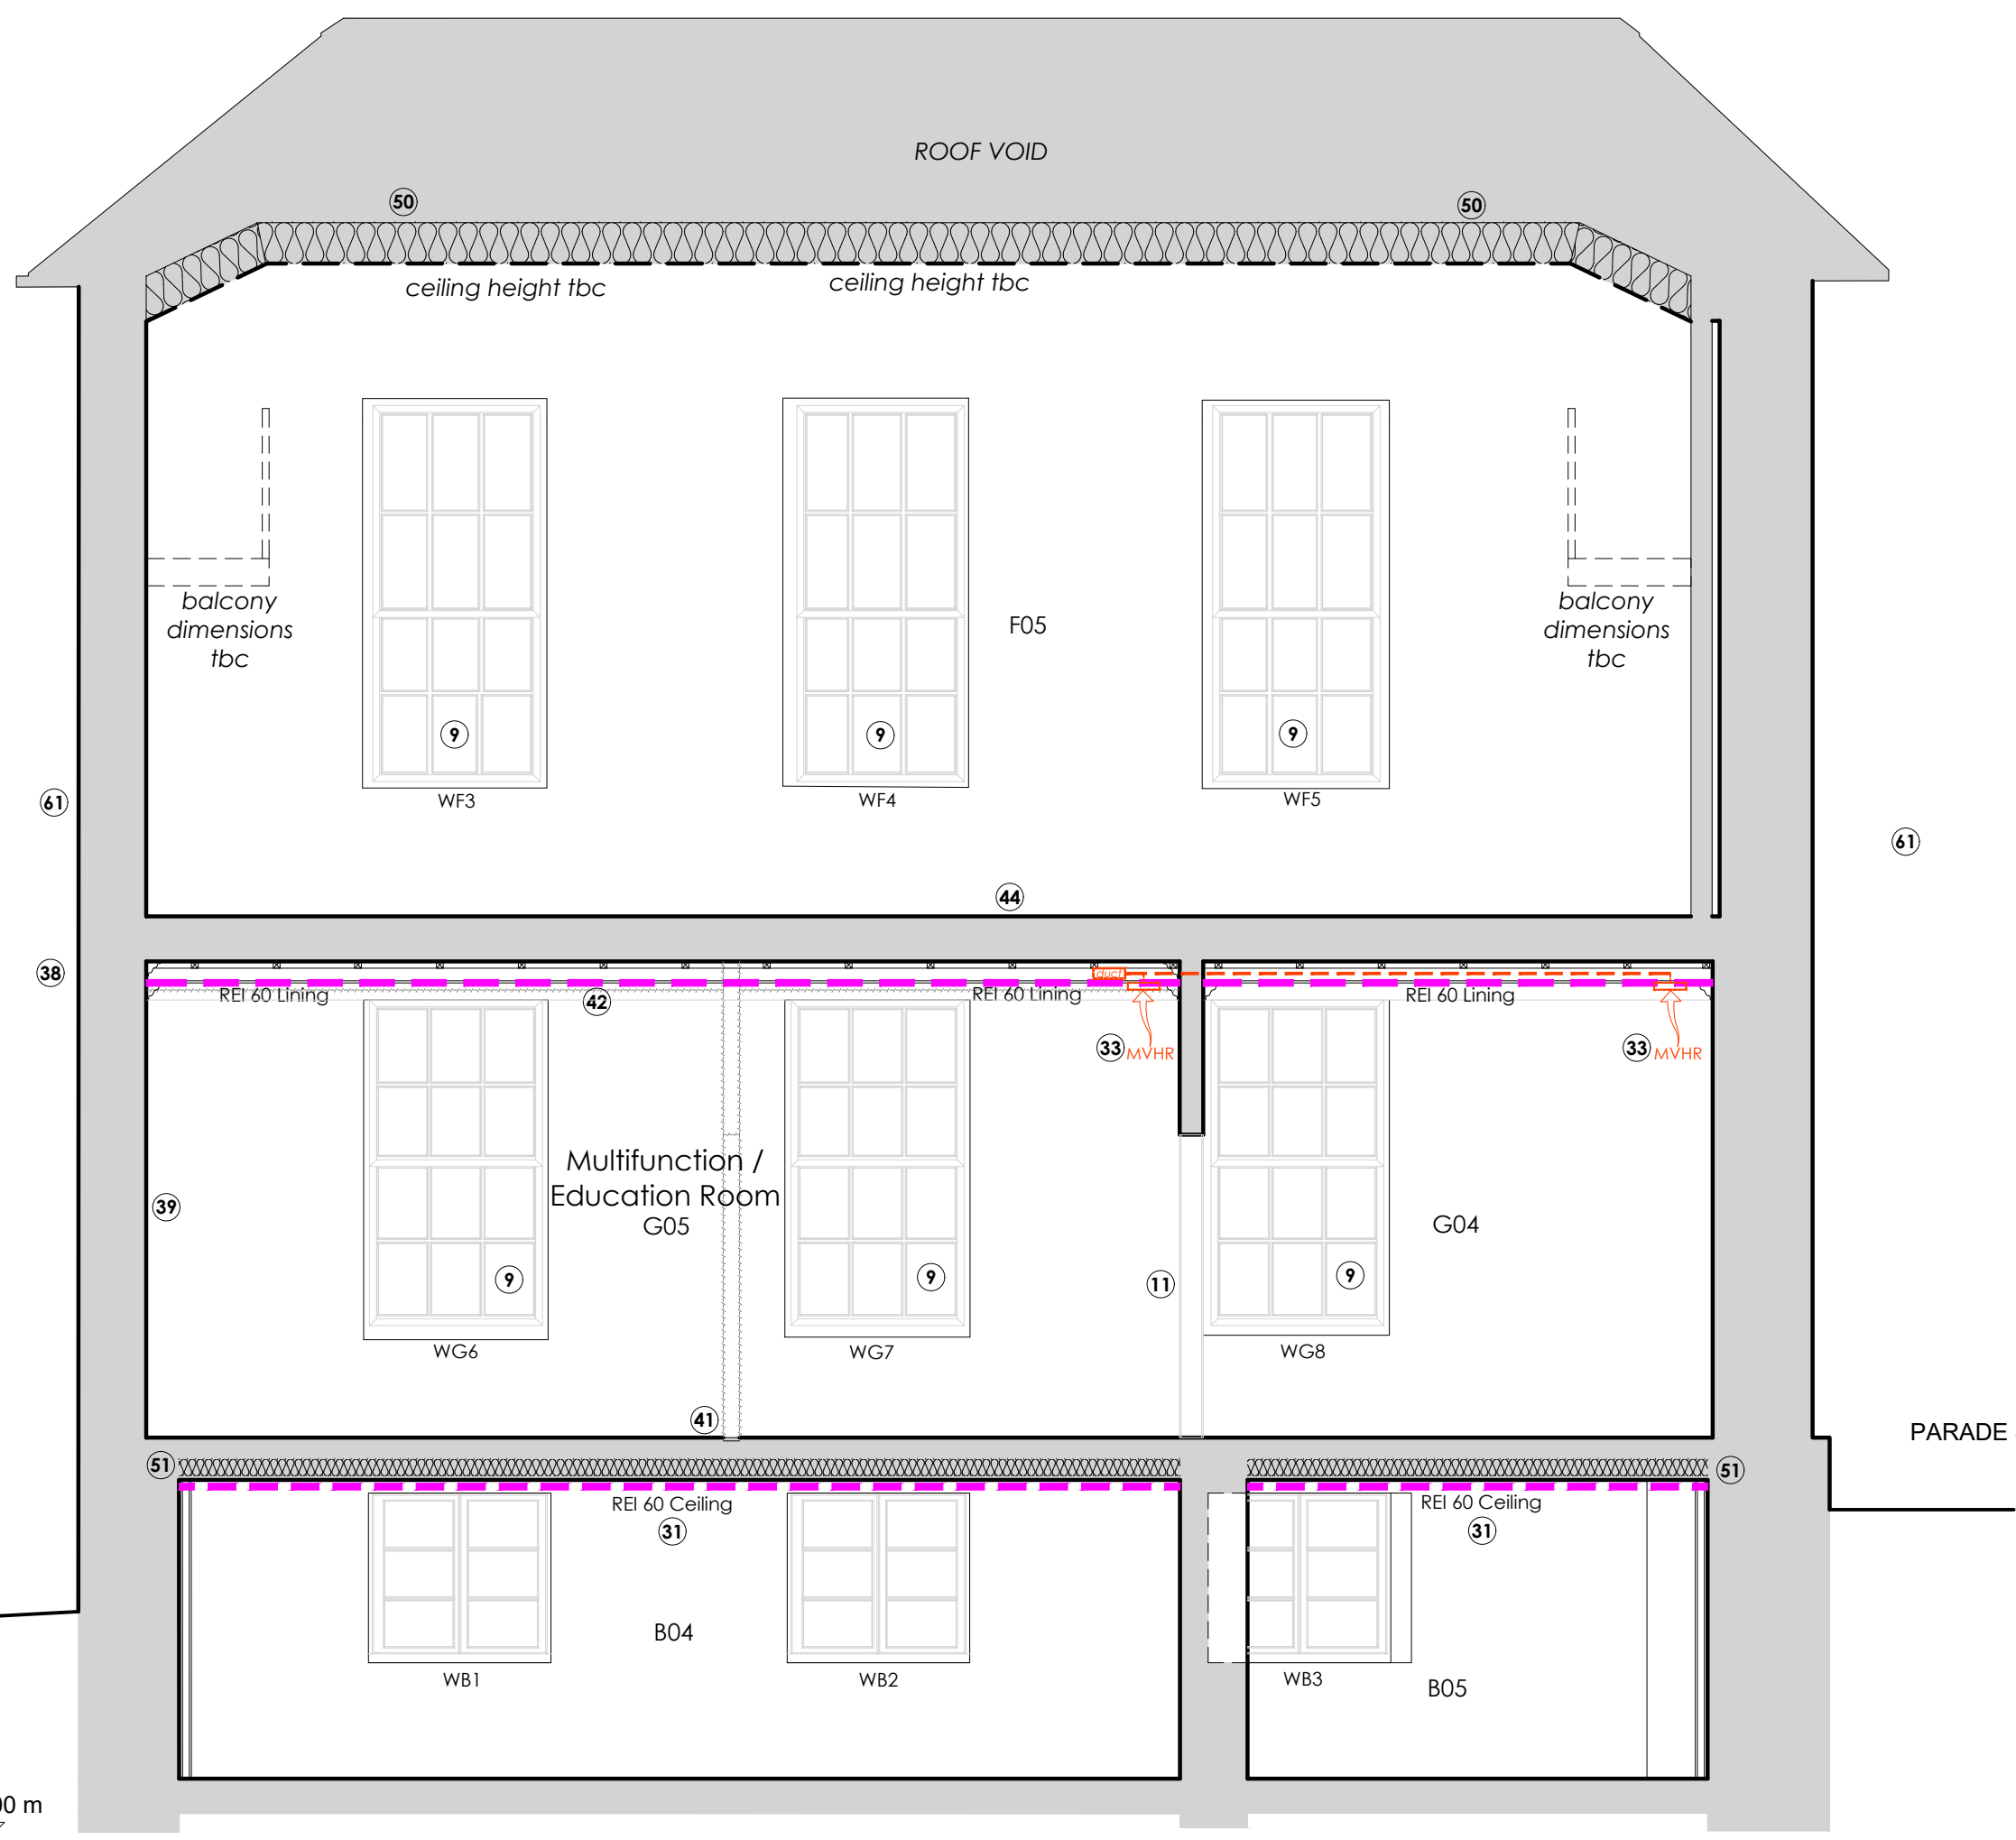 ROOF VOID
50
50
ceiling height tbc
ceiling height tbc
balcony
dimensions
tbc
F05
balcony
dimensions
tbc
9
9
9
WF3
WF4
WF5
61
61
44
38
duct
REI 60 Lining
42
REI 60 Lining
REI 60 Lining
33
MVHR
33
MVHR
Multifunction /
Education Room
G05
39
G04
9
9
11
9
WG6
WG7
WG8
41
PARADE
51
51
REI 60 Ceiling
REI 60 Ceiling
31
31
B04
WB1
WB2
WB3
B05
00 m